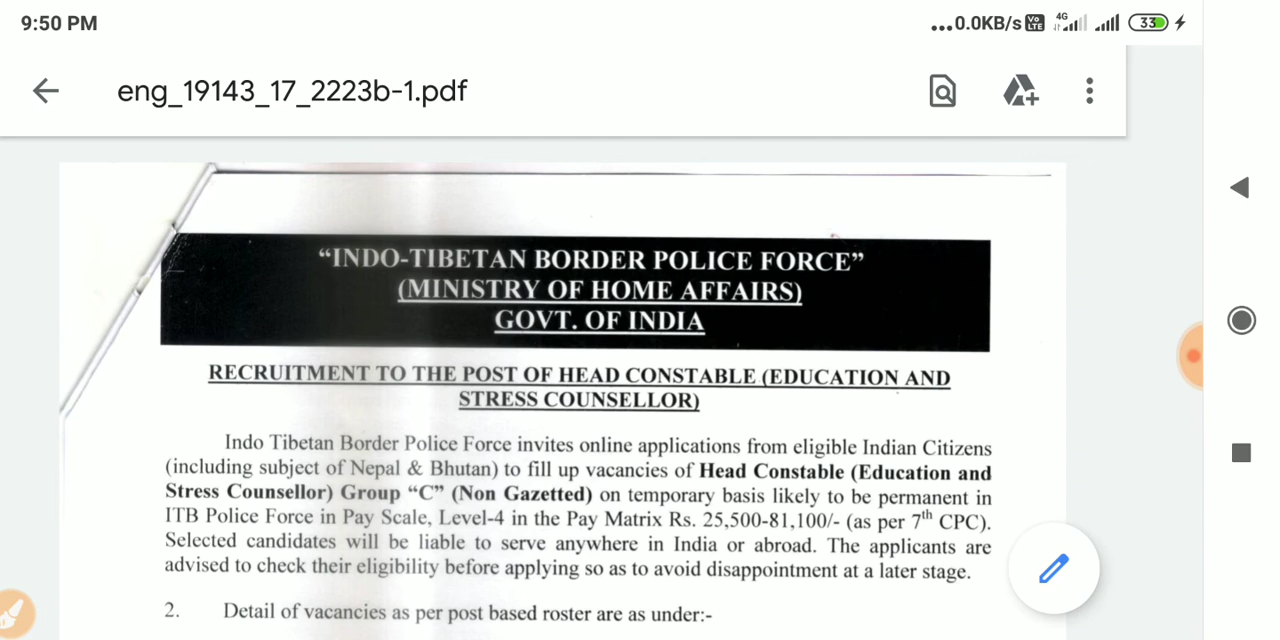 9:50 PM
...0.0KB/s Vo LTE 4G 33
eng_19143_17_2223b-1.pdf
“INDO-TIBETAN BORDER POLICE FORCE”
(MINISTRY OF HOME AFFAIRS)
GOVT. OF INDIA
RECRUITMENT TO THE POST OF HEAD CONSTABLE (EDUCATION AND
STRESS COUNSELLOR)
Indo Tibetan Border Police Force invites online applications from eligible Indian Citizens
(including subject of Nepal & Bhutan) to fill up vacancies of Head Constable (Education and
Stress Counsellor) Group “C” (Non Gazetted) on temporary basis likely to be permanent in
ITB Police Force in Pay Scale, Level-4 in the Pay Matrix Rs. 25,500-81,100/- (as per 7th CPC).
Selected candidates will be liable to serve anywhere in India or abroad. The applicants are
advised to check their eligibility before applying so as to avoid disappointment at a later stage.
2. Detail of vacancies as per post based roster are as under:-